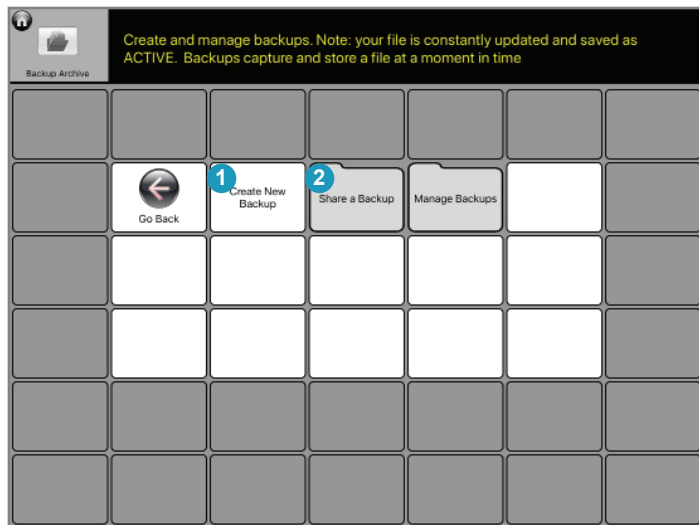 Create and manage backups. Note: your file is constantly updated and saved as
ACTIVE.  Backups capture and store a file at a moment in time
Backup Archive
1
2
Go Back
Create New
Backup
Share a Backup
Manage Backups